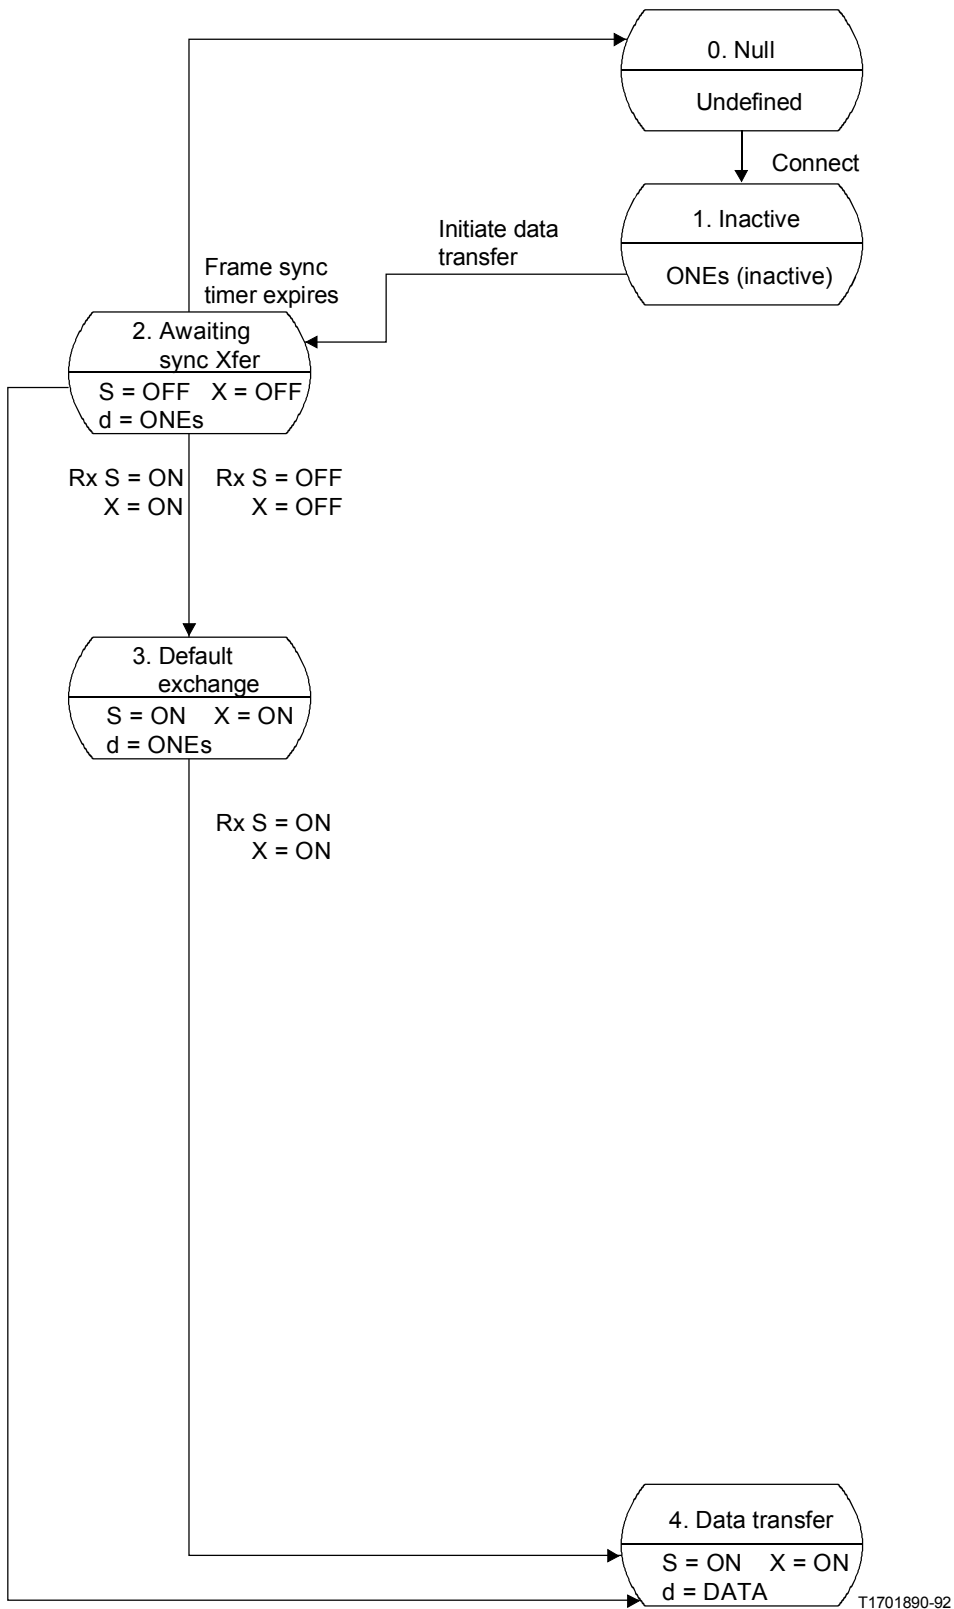 0. Null
Undefined
Connect
1. Inactive
ONEs (inactive)
Initiate data
transfer
Frame sync
timer expires
2. Awaiting
sync Xfer
S = OFF X = OFF
d = ONEs
Rx S = ON
X = ON
Rx S = OFF
X = OFF
3. Default
exchange
S = ON X = ON
d = ONEs
Rx S = ON
X = ON
4. Data transfer
S = ON X = ON
d = DATA
T1701890-92